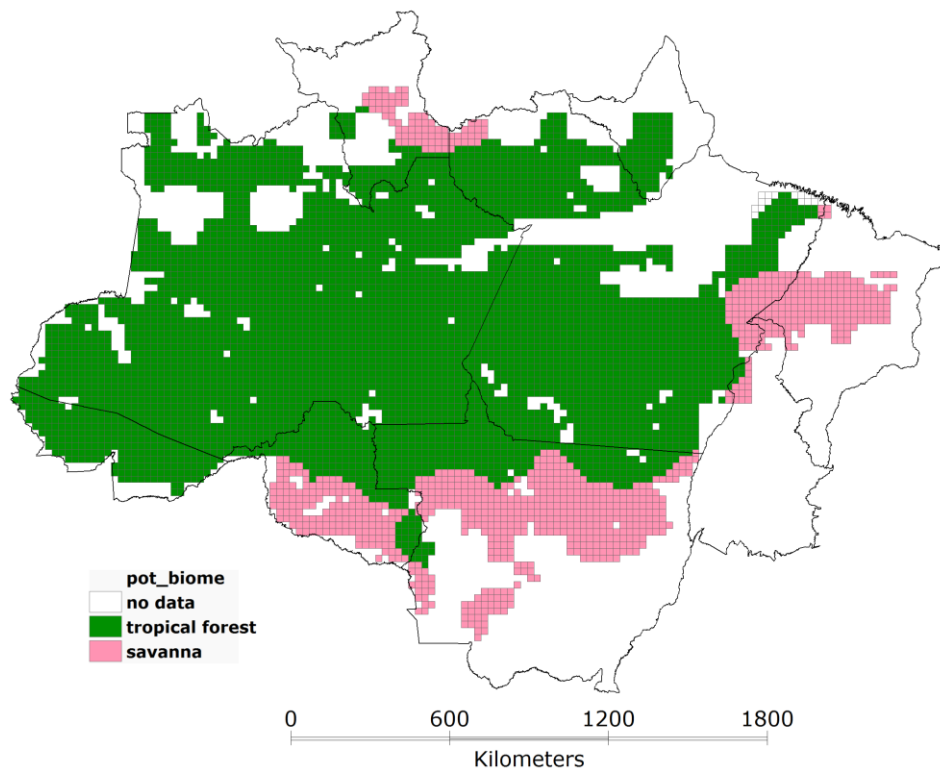 pot_biome
no data
tropical forest
savanna
0 600 1200 1800
Kilometers